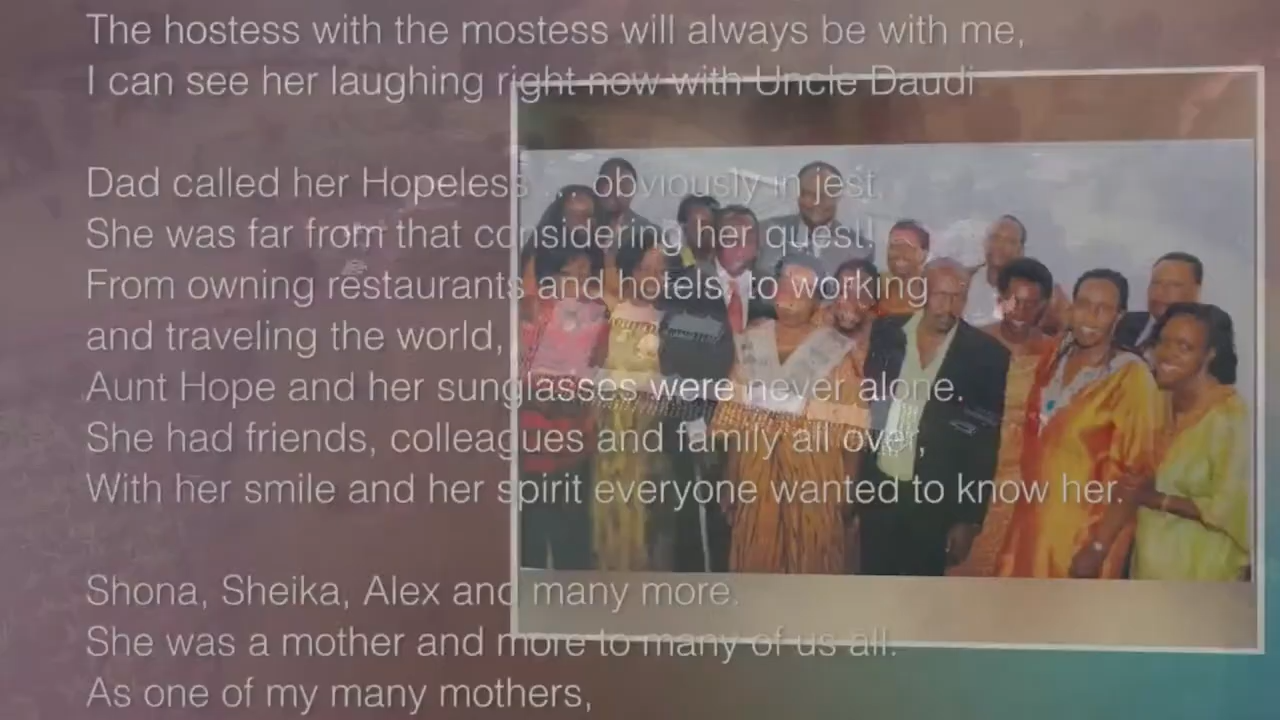 The hostess with the mostess will always be with me,
I can see her laughing right now with Uncle Daudi
Dad called her Hopeless ... obviously in jest.
She was far from that considering her quest!
From owning restaurants and hotels, to working
and traveling the world,
Aunt Hope and her sunglasses were never alone.
She had friends, colleagues and family all over,
With her smile and her spirit everyone wanted to know her.
Shona, Sheika, Alex and many more.
She was a mother and more to many of us all.
As one of my many mothers,